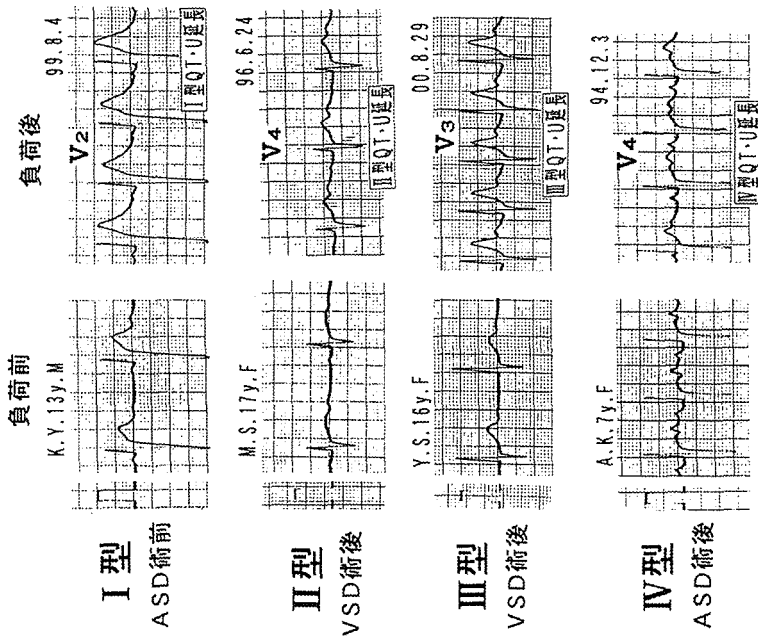 負荷前
負荷後
I型
ASD術前
K.Y.13y.M
V2
99.8.4
I型QT・U延長
II型
VSD術後
M.S.17y.F
V4
96.6.24
II型QT・U延長
III型
VSD術後
Y.S.16y.F
V3
00.8.29
III型QT・U延長
IV型
ASD術後
A.K.7y.F
V4
94.12.3
IV型QT・U延長